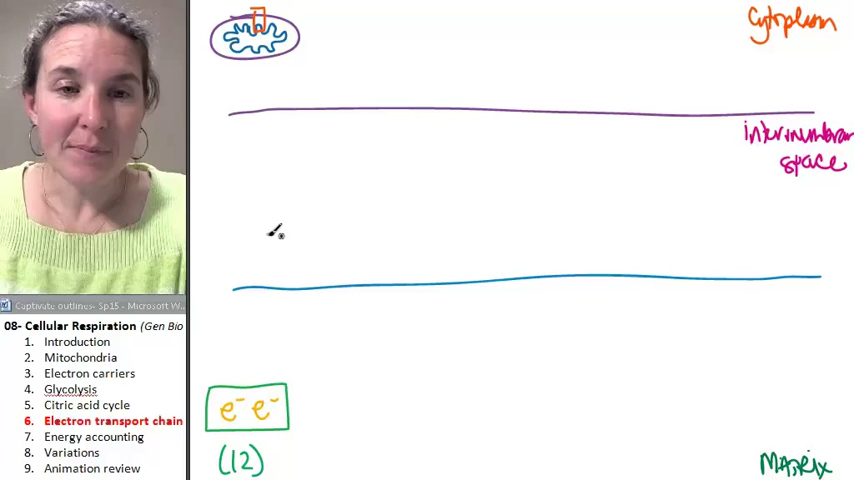 Cytoplasm
intermembran
space
Captivate outlines- Sp15 - Microsoft W...
08- Cellular Respiration (Gen Bio
1. Introduction
2. Mitochondria
3. Electron carriers
4. Glycolysis
5. Citric acid cycle
6. Electron transport chain
7. Energy accounting
8. Variations
9. Animation review
e⁻ e⁻
(12)
MATRIX